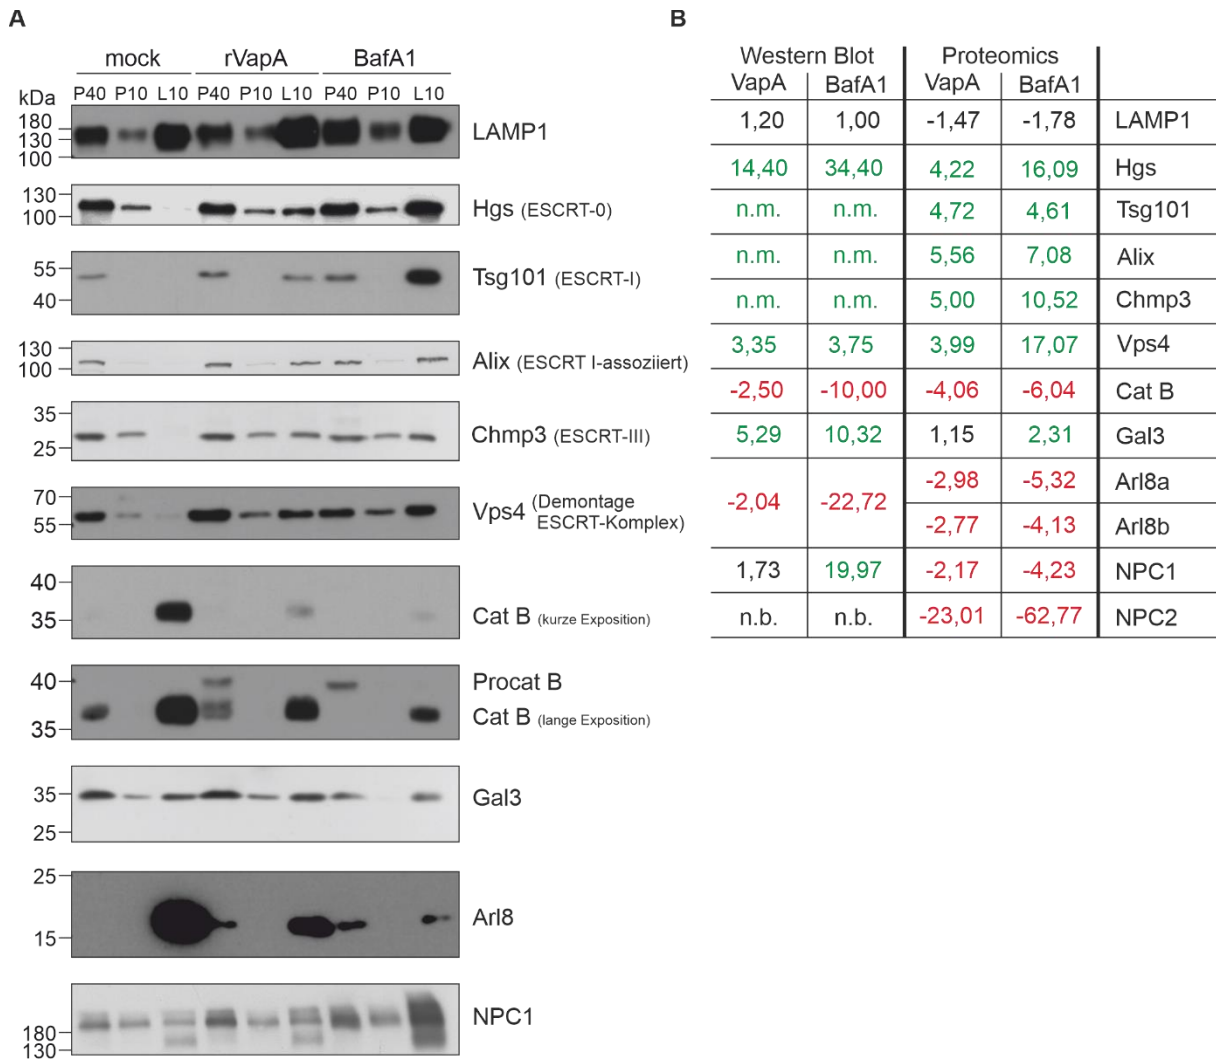 A
mock rVapA BafA1
kDa P40 P10 L10 P40 P10 L10 P40 P10 L10
180
130
100
LAMP1
130
100
Hgs (ESCRT-0)
55
40
Tsg101 (ESCRT-I)
130
100
Alix (ESCRT I-assoziiert)
35
25
Chmp3 (ESCRT-III)
70
55
Vps4 (Demontage
ESCRT-Komplex)
40
35
Cat B (kurze Exposition)
40
35
Procat B
Cat B (lange Exposition)
35
25
Gal3
25
15
Arl8
180
130
NPC1
B
Western Blot Proteomics
VapA BafA1 VapA BafA1
1,20 1,00 -1,47 -1,78 LAMP1
14,40 34,40 4,22 16,09 Hgs
n.m. n.m. 4,72 4,61 Tsg101
n.m. n.m. 5,56 7,08 Alix
n.m. n.m. 5,00 10,52 Chmp3
3,35 3,75 3,99 17,07 Vps4
-2,50 -10,00 -4,06 -6,04 Cat B
5,29 10,32 1,15 2,31 Gal3
-2,04 -22,72 -2,98 -5,32 Arl8a
-2,77 -4,13 Arl8b
1,73 19,97 -2,17 -4,23 NPC1
n.b. n.b. -23,01 -62,77 NPC2